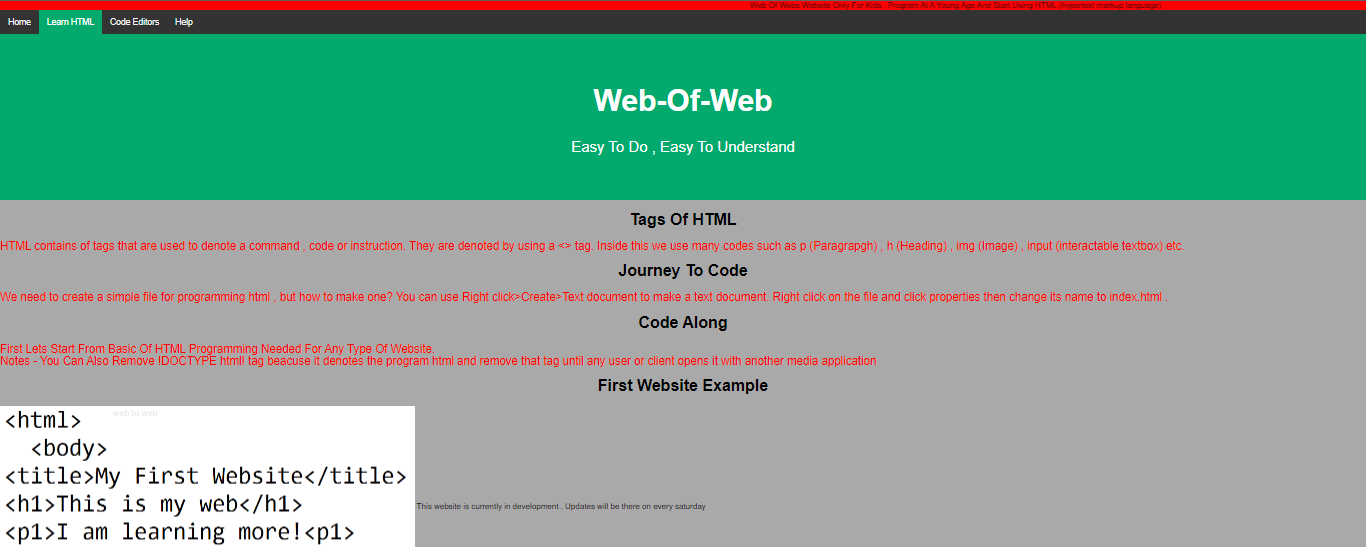 Web Of Webs Website Only For Kids . Program At A Young Age And Start Using HTML (hypertext markup language)
Home Learn HTML Code Editors Help
Web-Of-Web
Easy To Do , Easy To Understand
Tags Of HTML
HTML contains of tags that are used to denote a command , code or instruction. They are denoted by using a <> tag. Inside this we use many codes such as p (Paragrapgh) , h (Heading) , img (Image) , input (interactable textbox) etc.
Journey To Code
We need to create a simple file for programming html , but how to make one? You can use Right click>Create>Text document to make a text document. Right click on the file and click properties then change its name to index.html .
Code Along
First Lets Start From Basic Of HTML Programming Needed For Any Type Of Website.
Notes - You Can Also Remove !DOCTYPE html! tag beacuse it denotes the program html and remove that tag until any user or client opens it with another media application
First Website Example
web to web
<html>
<body>
<title>My First Website</title>
<h1>This is my web</h1>
<p1>I am learning more!<p1>
This website is currently in development . Updates will be there on every saturday